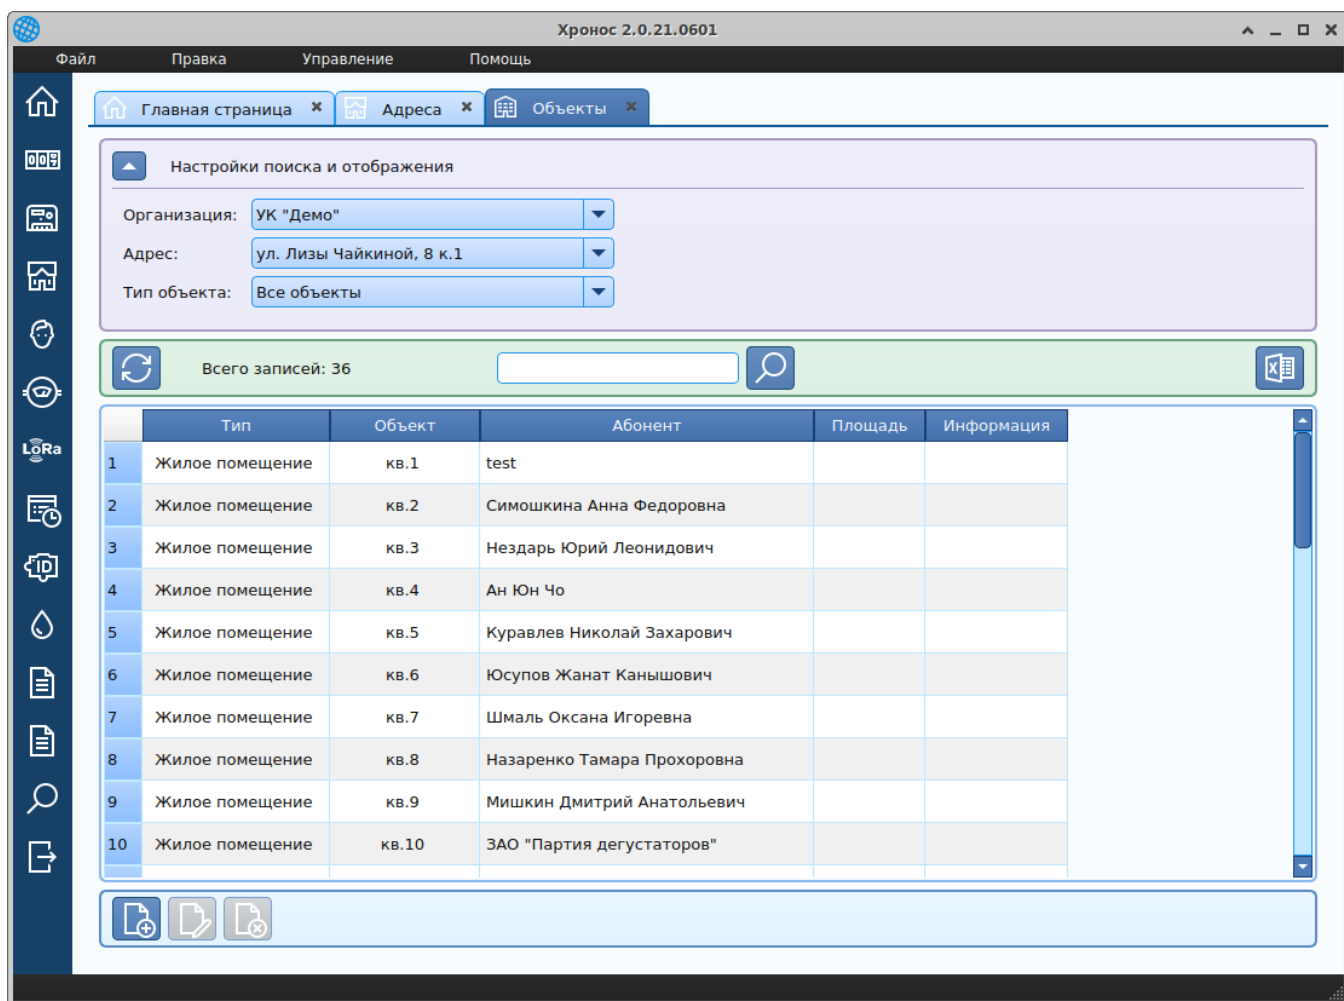 Хронос 2.0.21.0601
Файл Правка Управление Помощь
Главная страница Адреса Объекты
Настройки поиска и отображения
Организация: УК "Демо"
Адрес: ул. Лизы Чайкиной, 8 к.1
Тип объекта: Все объекты
Всего записей: 36
LoRa
ID
Тип Объект Абонент Площадь Информация
1 Жилое помещение кв.1 test
2 Жилое помещение кв.2 Симошкина Анна Федоровна
3 Жилое помещение кв.3 Нездарь Юрий Леонидович
4 Жилое помещение кв.4 Ан Юн Чо
5 Жилое помещение кв.5 Куравлев Николай Захарович
6 Жилое помещение кв.6 Юсупов Жанат Канышович
7 Жилое помещение кв.7 Шмаль Оксана Игоревна
8 Жилое помещение кв.8 Назаренко Тамара Прохоровна
9 Жилое помещение кв.9 Мишкин Дмитрий Анатольевич
10 Жилое помещение кв.10 ЗАО "Партия дегустаторов"